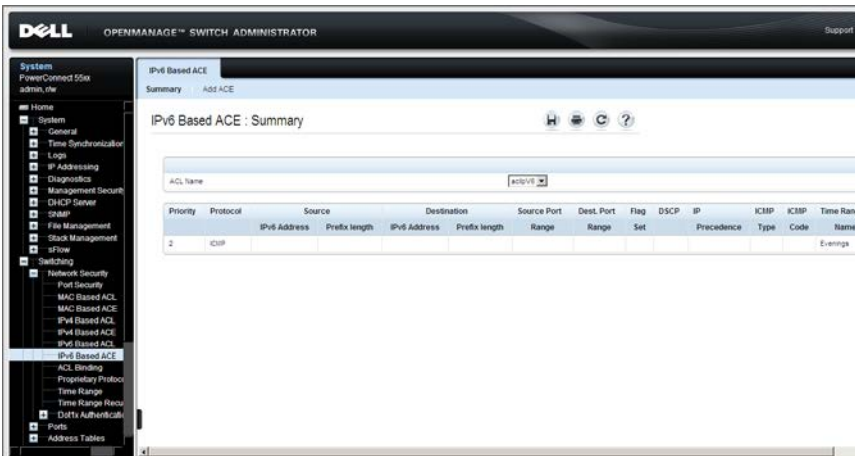 DELL
OPENMANAGE™ SWITCH ADMINISTRATOR
Support
System
PowerConnect 55xx
admin, r/w
Home
System
General
Time Synchronization
Logs
IP Addressing
Diagnostics
Management Securit
DHCP Server
SNMP
File Management
Stack Management
sFlow
Switching
Network Security
Port Security
MAC Based ACL
MAC Based ACE
IPv4 Based ACL
IPv4 Based ACE
IPv6 Based ACL
IPv6 Based ACE
ACL Binding
Proprietary Protoco
Time Range
Time Range Recu
Dot1x Authenticati
Ports
Address Tables
IPv6 Based ACE
Summary Add ACE
IPv6 Based ACE : Summary
ACL Name aclipV6
Priority Protocol Source Destination Source Port Dest. Port Flag DSCP IP ICMP ICMP Time Ran
IPv6 Address Prefix length IPv6 Address Prefix length Range Range Set Precedence Type Code Name
2 ICMP Evenings